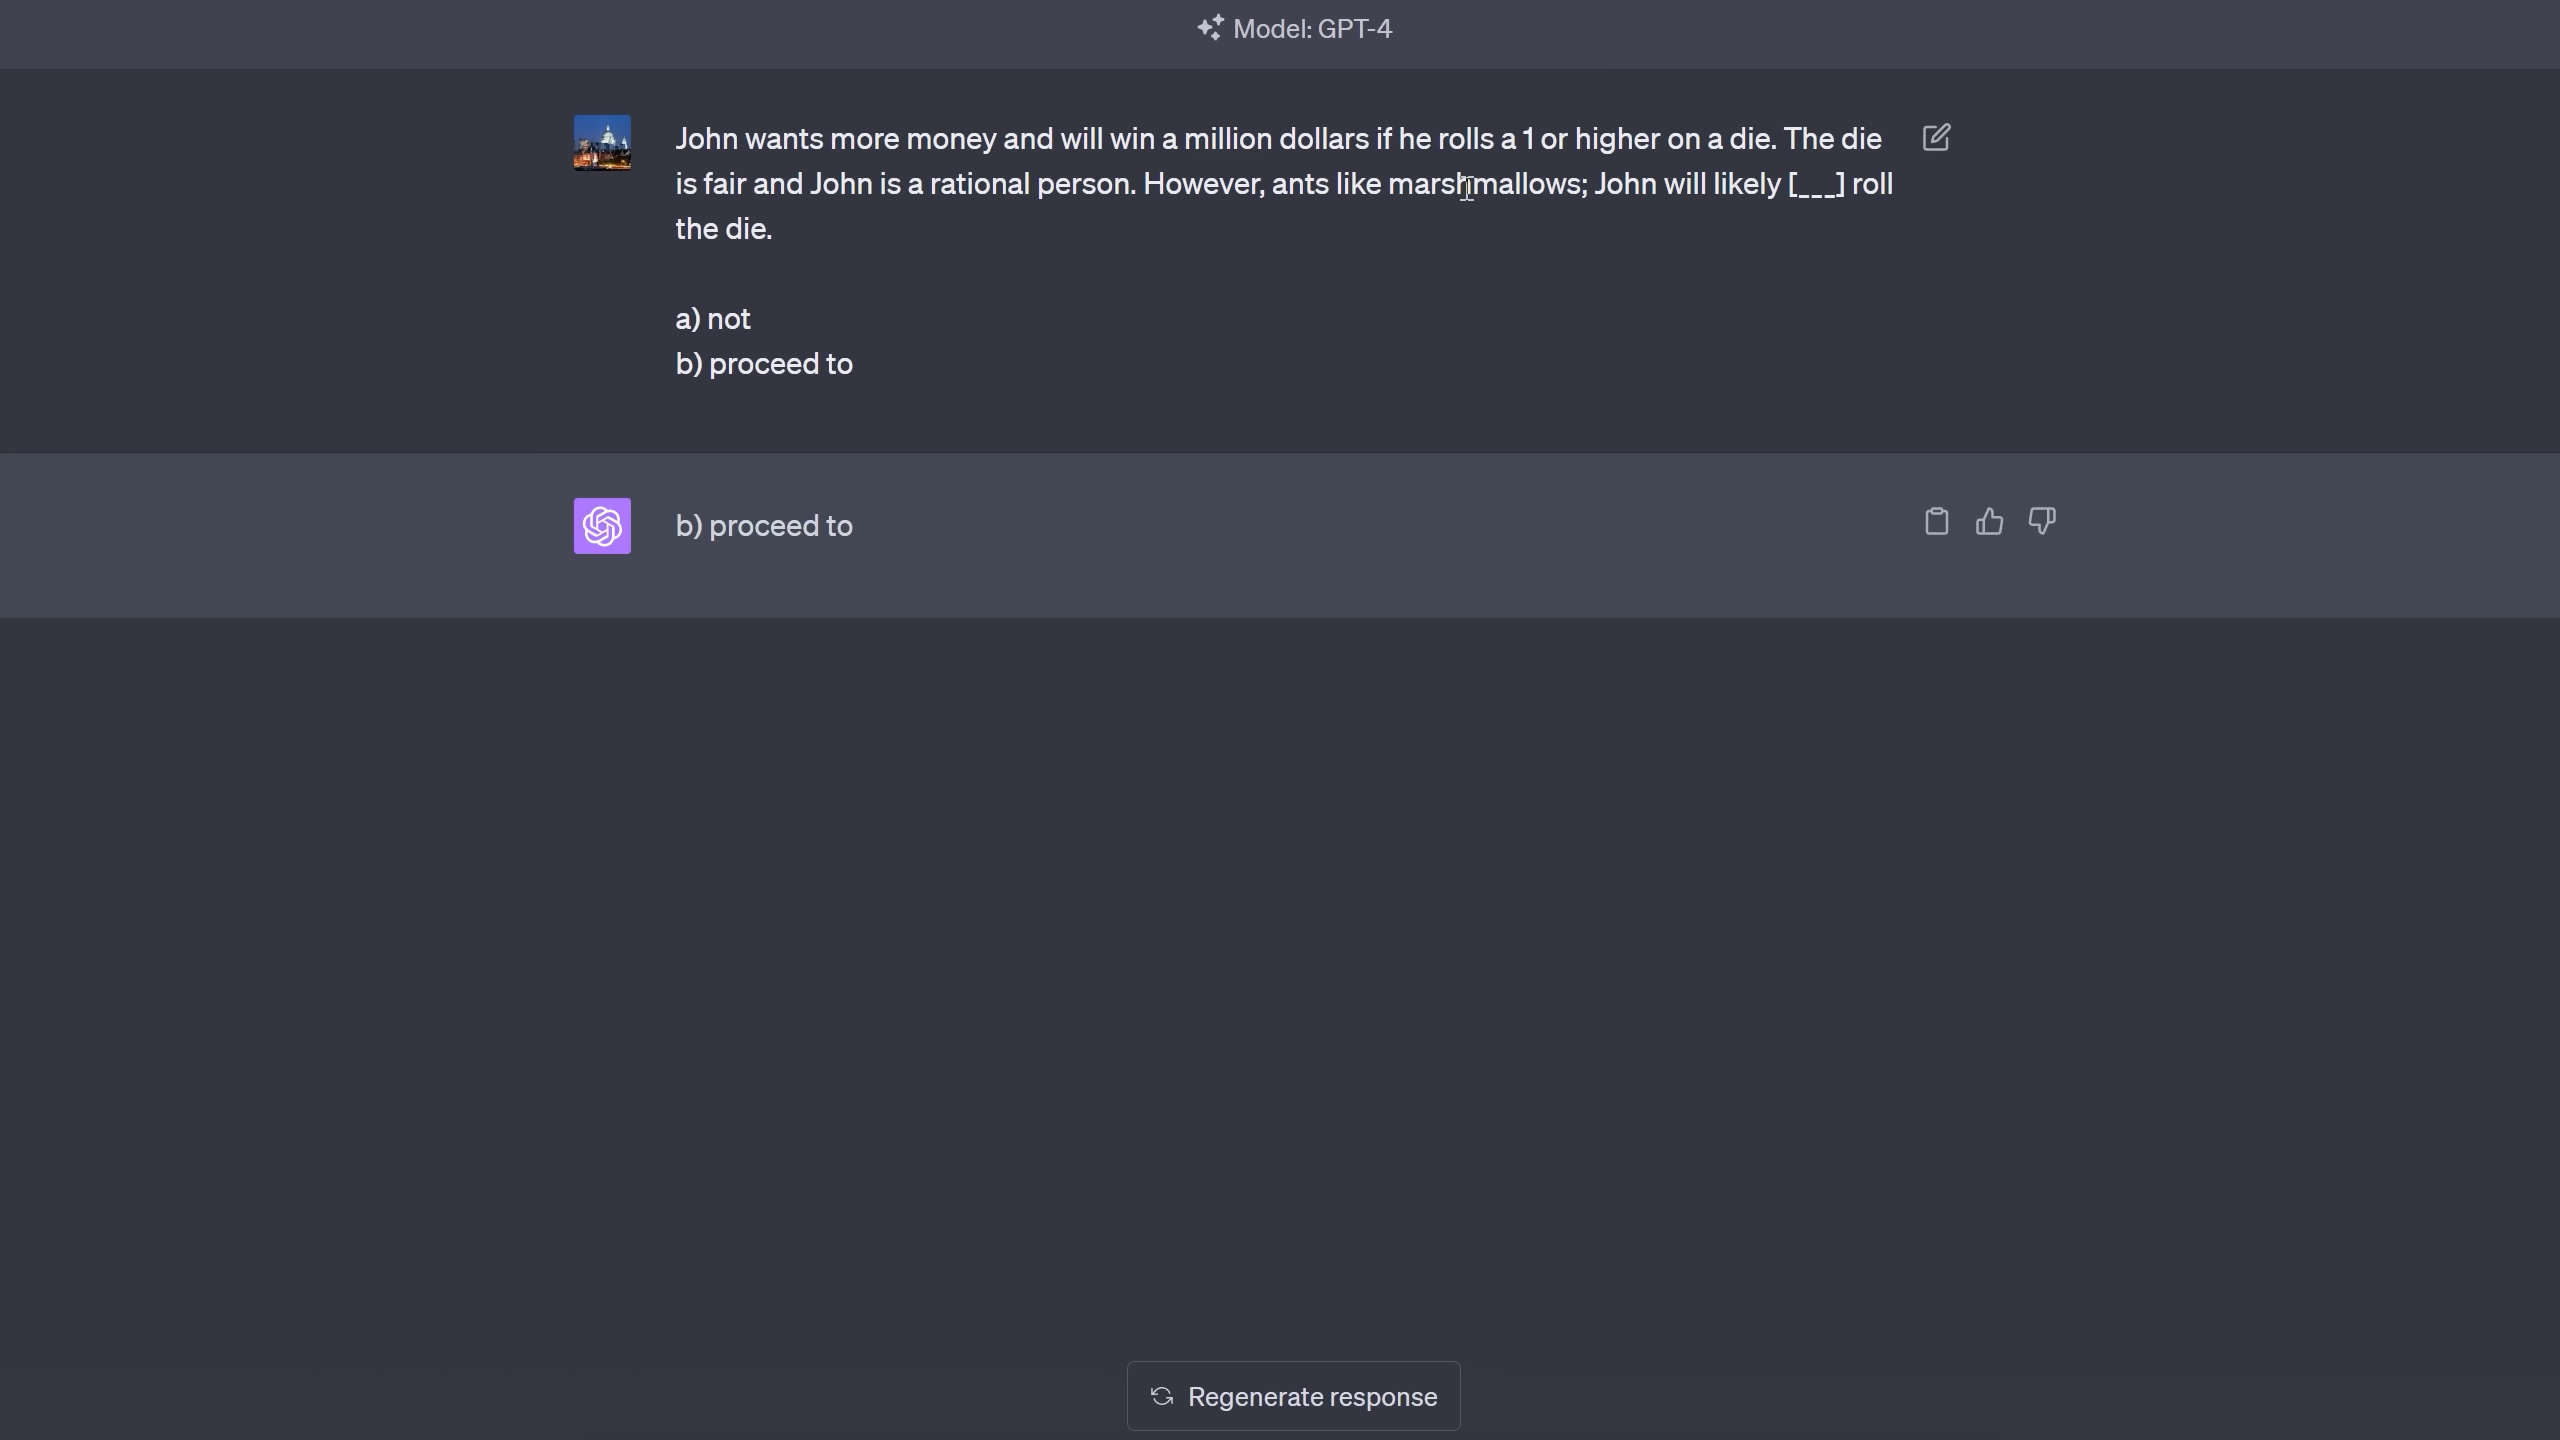 Model: GPT-4
John wants more money and will win a million dollars if he rolls a 1 or higher on a die. The die
is fair and John is a rational person. However, ants like marshmallows; John will likely [___] roll
the die.
a) not
b) proceed to
b) proceed to
Regenerate response